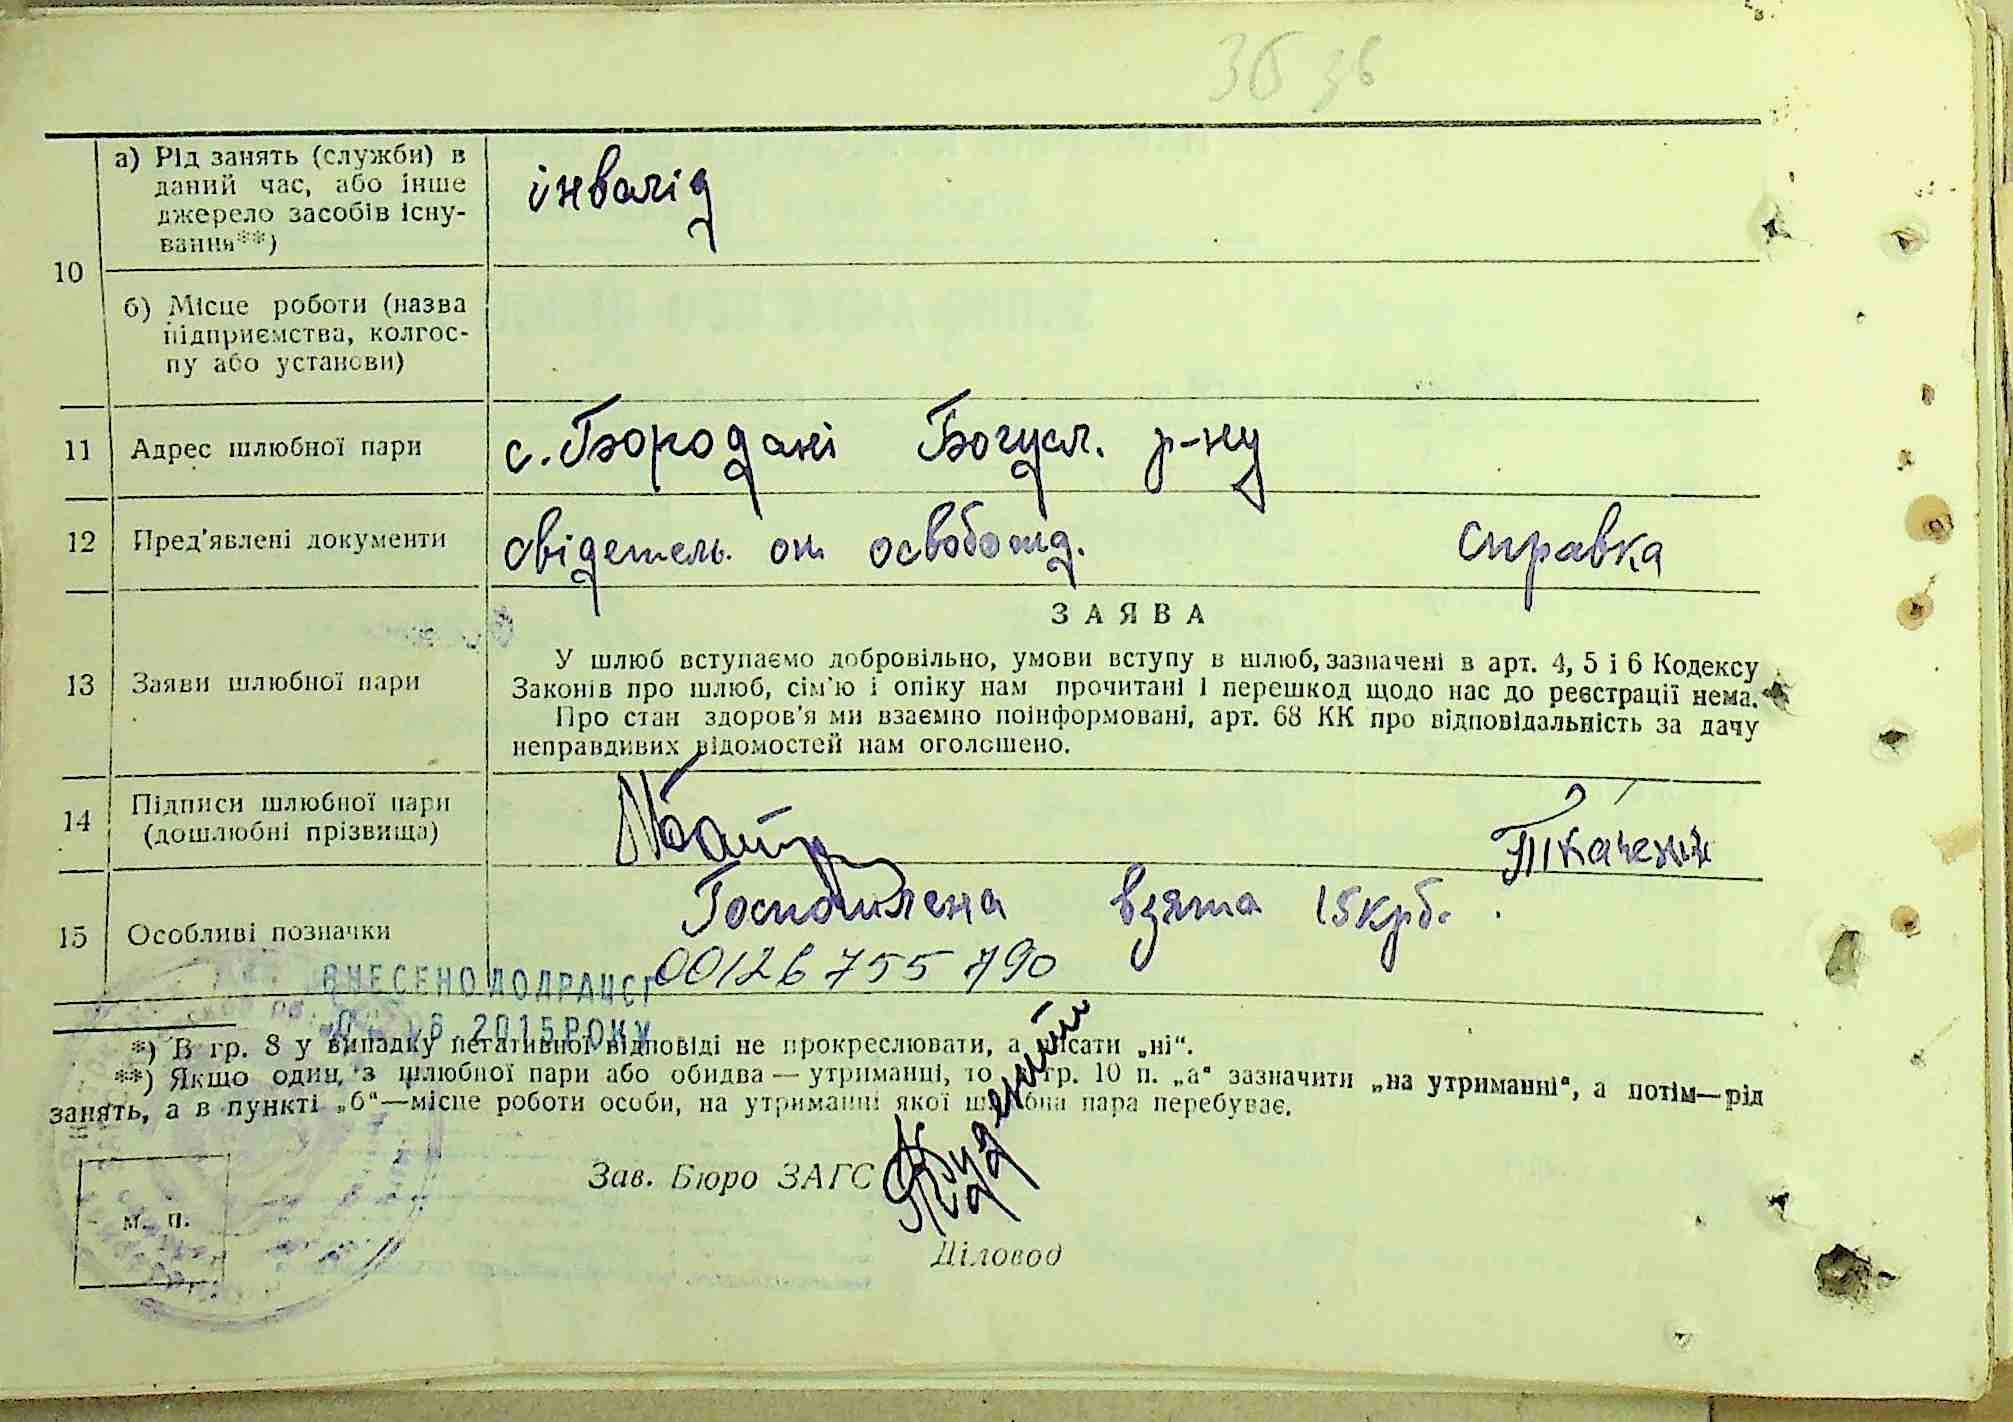 36 зв
10
а) Рід занять (служби) в
даний час, або інше
джерело засобів існу-
вання**)
інвалід
б) Місце роботи (назва
підприємства, колгос-
пу або установи)
11 Адрес шлюбної пари с. Бородані Богусл. р-ну
12 Пред'явлені документи свідетель. от освобожд. справка
13 Заяви шлюбної пари
ЗАЯВА
У шлюб вступаємо добровільно, умови вступу в шлюб, зазначені в арт. 4, 5 і 6 Кодексу
Законів про шлюб, сім'ю і опіку нам прочитані і перешкод щодо нас до реєстрації нема.
Про стан здоров'я ми взаємно поінформовані, арт. 68 КК про відповідальність за дачу
неправдивих відомостей нам оголошено.
14 Підписи шлюбної пари
(дошлюбні прізвища)
Ткаченк
15 Особливі позначки
взята 15 крб.
00126755790
ВНЕСЕНО ДО ДРАЦСГ
2015 РОКУ
*) В гр. 8 у випадку негативної відповіді не прокреслювати, а писати „ні“.
**) Якщо один з шлюбної пари або обидва — утриманці, то в гр. 10 п. „а“ зазначити „на утриманні“, а потім—рід
занять, а в пункті „б“—місце роботи особи, на утриманні якої шлюбна пара перебуває.
Зав. Бюро ЗАГС
м. п.
Діловод